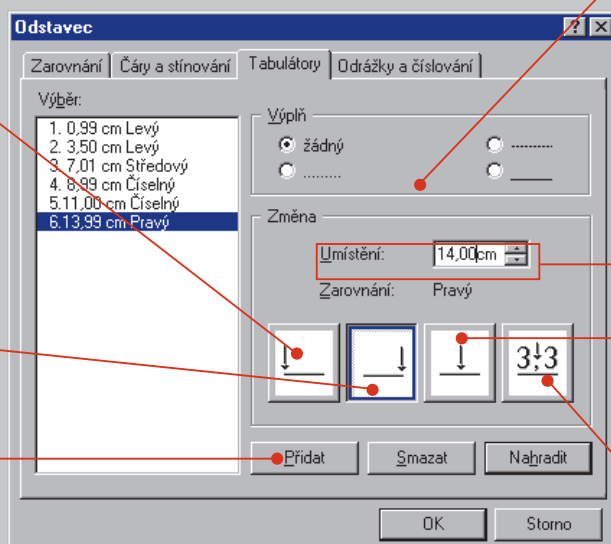 Odstavec
Zarovnání
Čáry a stínování
Tabulátory
Odrážky a číslování
Výběr:
1. 0,99 cm Levý
2. 3,50 cm Levý
3. 7,01 cm Středový
4. 8,99 cm Číselný
5.11,00 cm Číselný
6.13,99 cm Pravý
Výplň
žádný
Změna
Umístění:
14,00cm
Zarovnání:
Pravý
3,3
Přidat
Smazat
Nahradit
OK
Storno